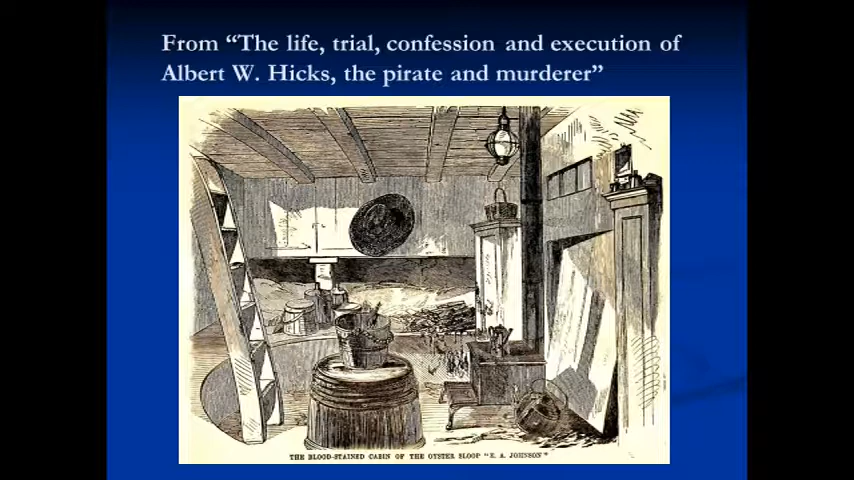 From “The life, trial, confession and execution of
Albert W. Hicks, the pirate and murderer”
THE BLOOD-STAINED CABIN OF THE OYSTER SLOOP "E. A. JOHNSON"